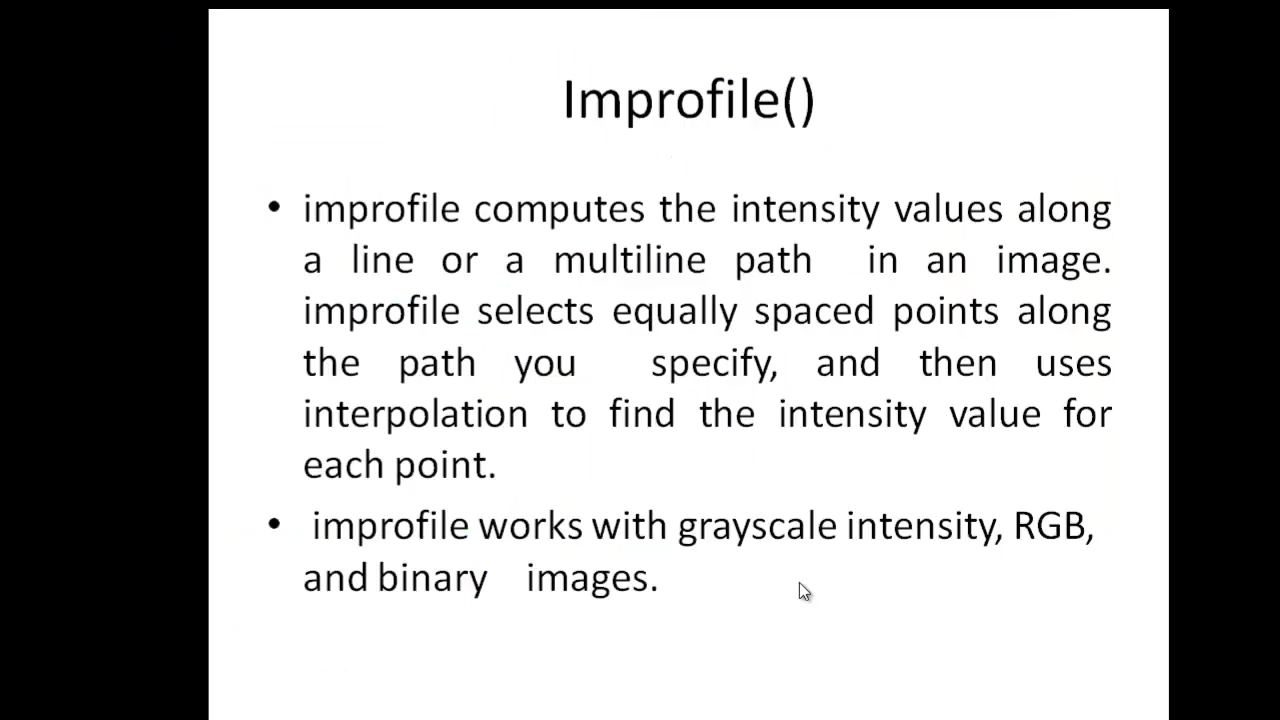 Improfile()
• improfile computes the intensity values along
a line or a multiline path in an image.
improfile selects equally spaced points along
the path you specify, and then uses
interpolation to find the intensity value for
each point.
• improfile works with grayscale intensity, RGB,
and binary images.